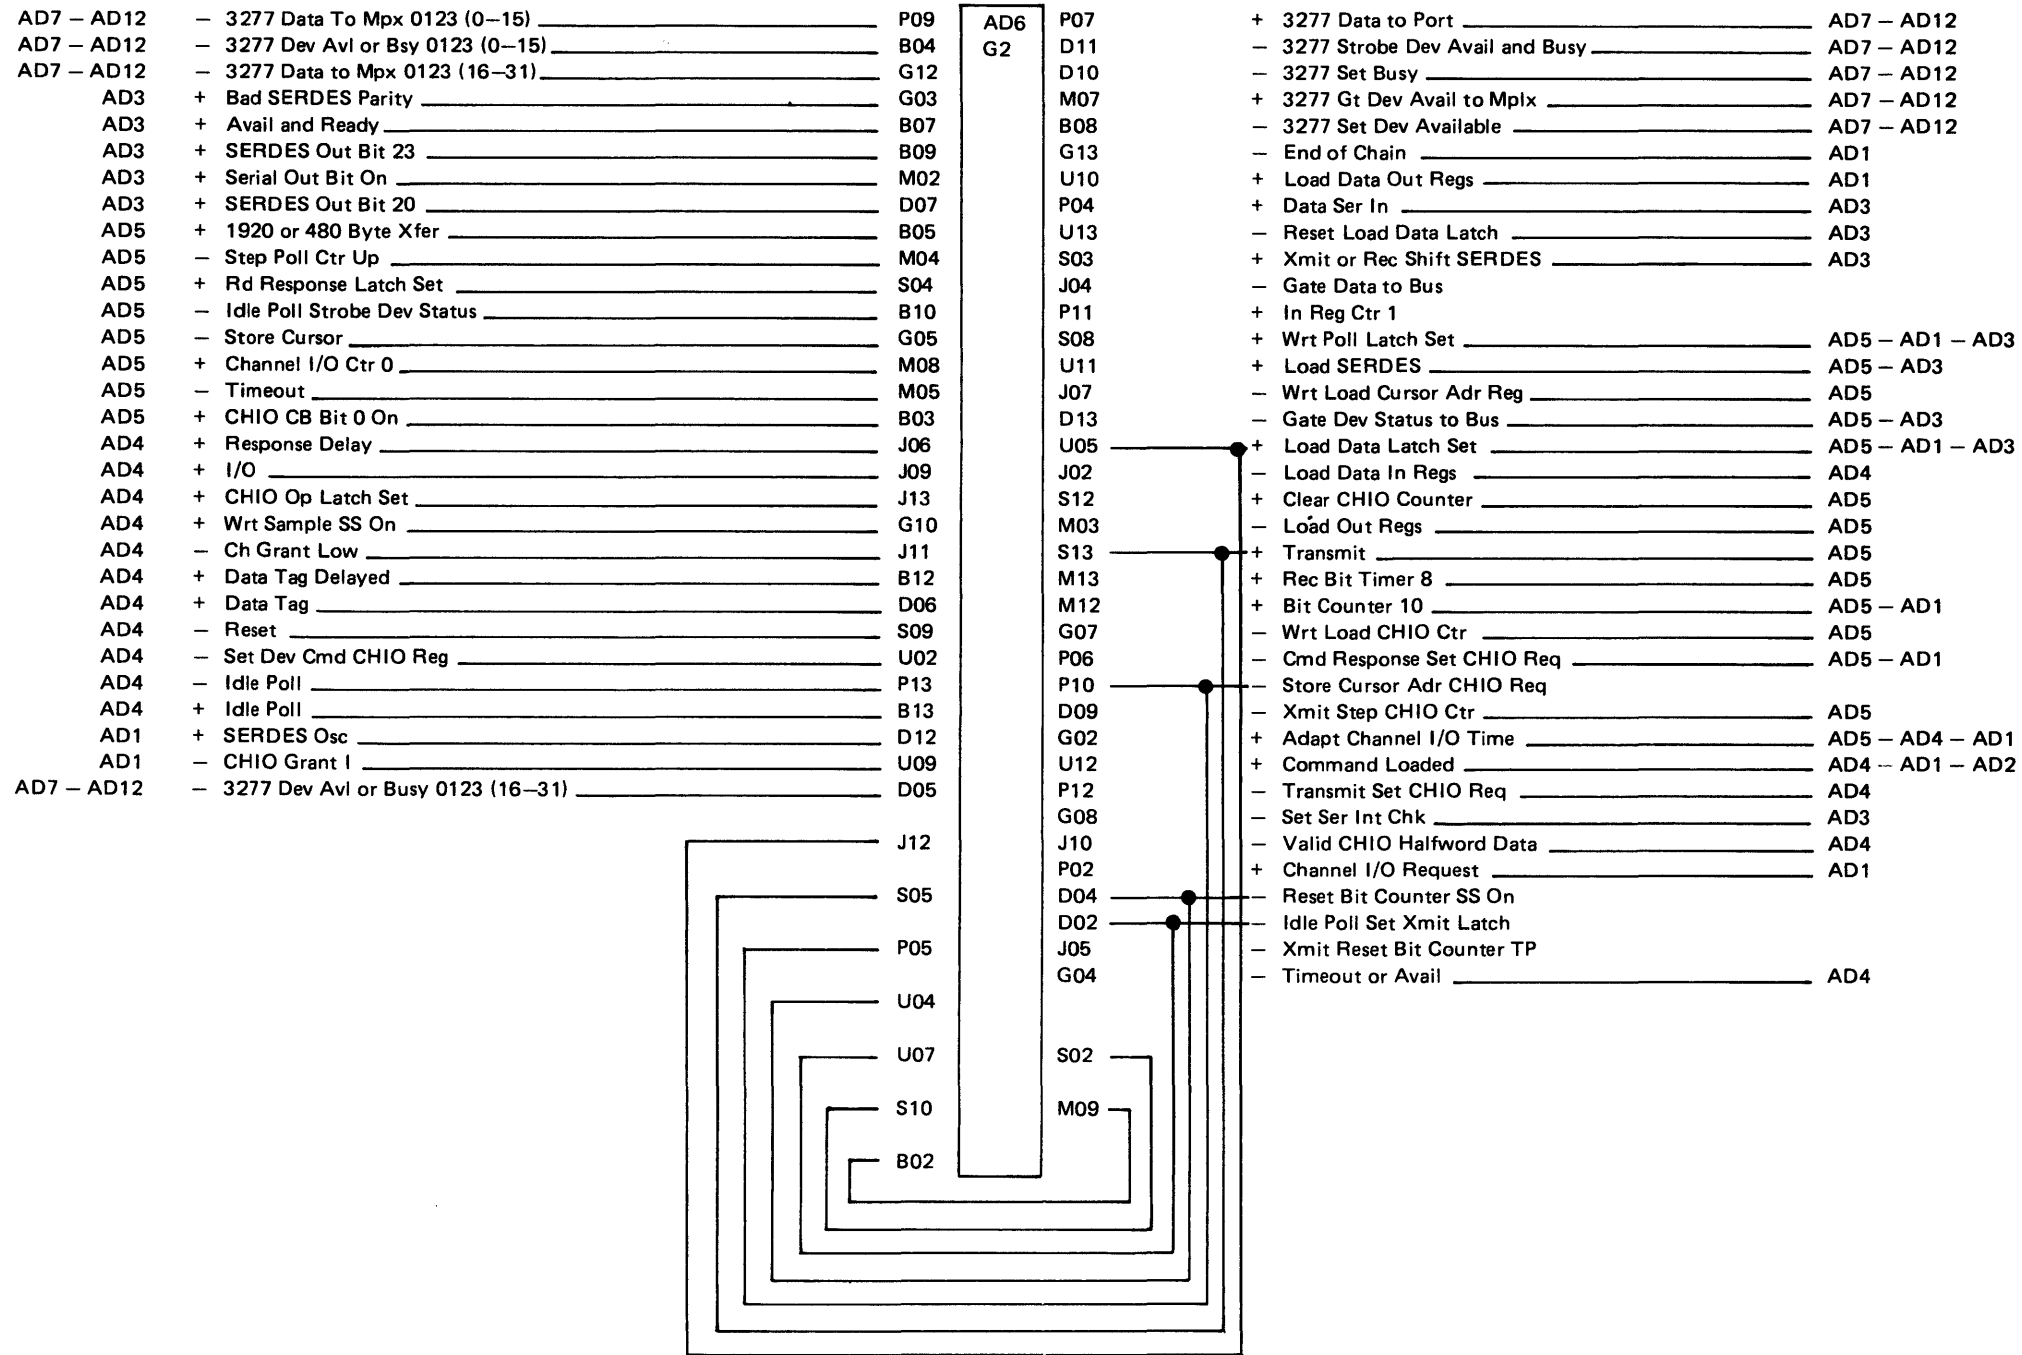 AD7 – AD12 – 3277 Data To Mpx 0123 (0–15) P09
AD7 – AD12 – 3277 Dev Avl or Bsy 0123 (0–15) B04
AD7 – AD12 – 3277 Data to Mpx 0123 (16–31) G12
AD3 + Bad SERDES Parity G03
AD3 + Avail and Ready B07
AD3 + SERDES Out Bit 23 B09
AD3 + Serial Out Bit On M02
AD3 + SERDES Out Bit 20 D07
AD5 + 1920 or 480 Byte Xfer B05
AD5 – Step Poll Ctr Up M04
AD5 + Rd Response Latch Set S04
AD5 – Idle Poll Strobe Dev Status B10
AD5 – Store Cursor G05
AD5 + Channel I/O Ctr 0 M08
AD5 – Timeout M05
AD5 + CHIO CB Bit 0 On B03
AD4 + Response Delay J06
AD4 + I/O J09
AD4 + CHIO Op Latch Set J13
AD4 + Wrt Sample SS On G10
AD4 – Ch Grant Low J11
AD4 + Data Tag Delayed B12
AD4 + Data Tag D06
AD4 – Reset S09
AD4 – Set Dev Cmd CHIO Reg U02
AD4 – Idle Poll P13
AD4 + Idle Poll B13
AD1 + SERDES Osc D12
AD1 – CHIO Grant I U09
AD7 – AD12 – 3277 Dev Avl or Busy 0123 (16–31) D05
J12
S05
P05
U04
U07
S10
B02
AD6
G2
P07 + 3277 Data to Port AD7 – AD12
D11 – 3277 Strobe Dev Avail and Busy AD7 – AD12
D10 – 3277 Set Busy AD7 – AD12
M07 + 3277 Gt Dev Avail to Mplx AD7 – AD12
B08 – 3277 Set Dev Available AD7 – AD12
G13 – End of Chain AD1
U10 + Load Data Out Regs AD1
P04 + Data Ser In AD3
U13 – Reset Load Data Latch AD3
S03 + Xmit or Rec Shift SERDES AD3
J04 – Gate Data to Bus
P11 + In Reg Ctr 1
S08 + Wrt Poll Latch Set AD5 – AD1 – AD3
U11 + Load SERDES AD5 – AD3
J07 – Wrt Load Cursor Adr Reg AD5
D13 – Gate Dev Status to Bus AD5 – AD3
U05 + Load Data Latch Set AD5 – AD1 – AD3
J02 – Load Data In Regs AD4
S12 + Clear CHIO Counter AD5
M03 – Load Out Regs AD5
S13 + Transmit AD5
M13 + Rec Bit Timer 8 AD5
M12 + Bit Counter 10 AD5 – AD1
G07 – Wrt Load CHIO Ctr AD5
P06 – Cmd Response Set CHIO Req AD5 – AD1
P10 – Store Cursor Adr CHIO Req
D09 – Xmit Step CHIO Ctr AD5
G02 + Adapt Channel I/O Time AD5 – AD4 – AD1
U12 + Command Loaded AD4 – AD1 – AD2
P12 – Transmit Set CHIO Req AD4
G08 – Set Ser Int Chk AD3
J10 – Valid CHIO Halfword Data AD4
P02 + Channel I/O Request AD1
D04 – Reset Bit Counter SS On
D02 – Idle Poll Set Xmit Latch
J05 – Xmit Reset Bit Counter TP
G04 – Timeout or Avail AD4
S02
M09